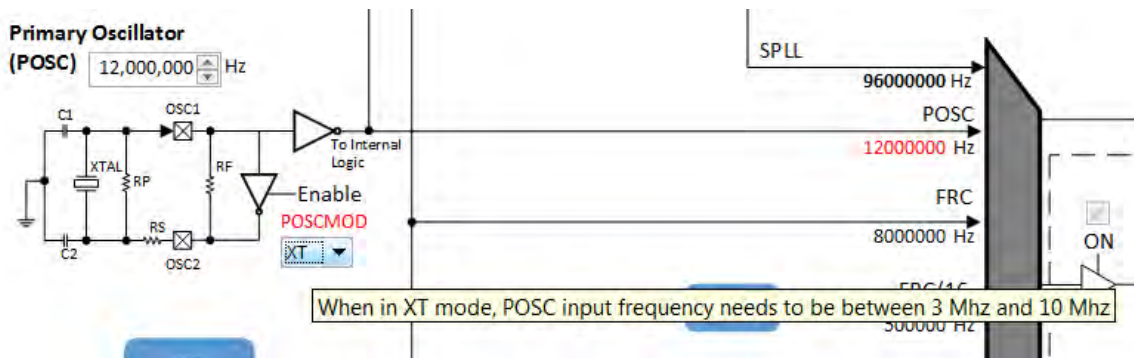 Primary Oscillator
(POSC) 12,000,000 Hz
SPLL
96000000 Hz
POSC
12000000 Hz
FRC
8000000 Hz
C1
OSC1
To Internal
Logic
XTAL
RP
RF
Enable
POSCMOD
XT
RS
C2
OSC2
ON
FRC/16
When in XT mode, POSC input frequency needs to be between 3 Mhz and 10 Mhz
500000 Hz